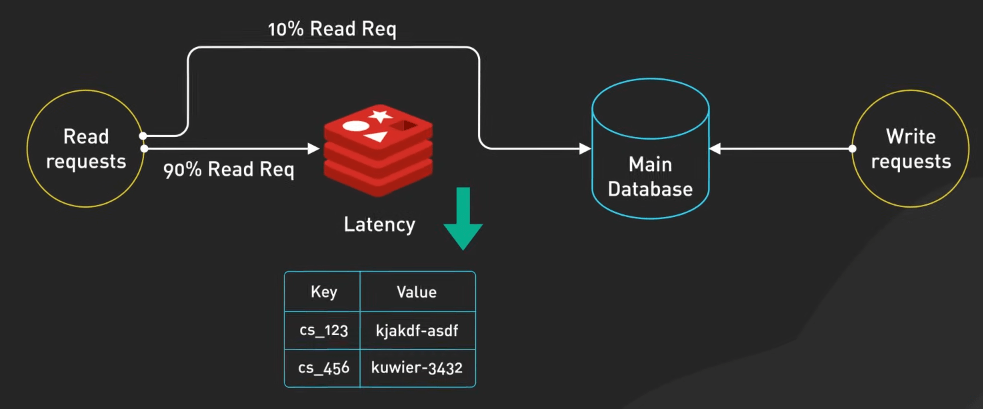 10% Read Req
Read
requests
90% Read Req
Latency
Main
Database
Write
requests
Key Value
cs_123 kjakdf-asdf
cs_456 kuwier-3432